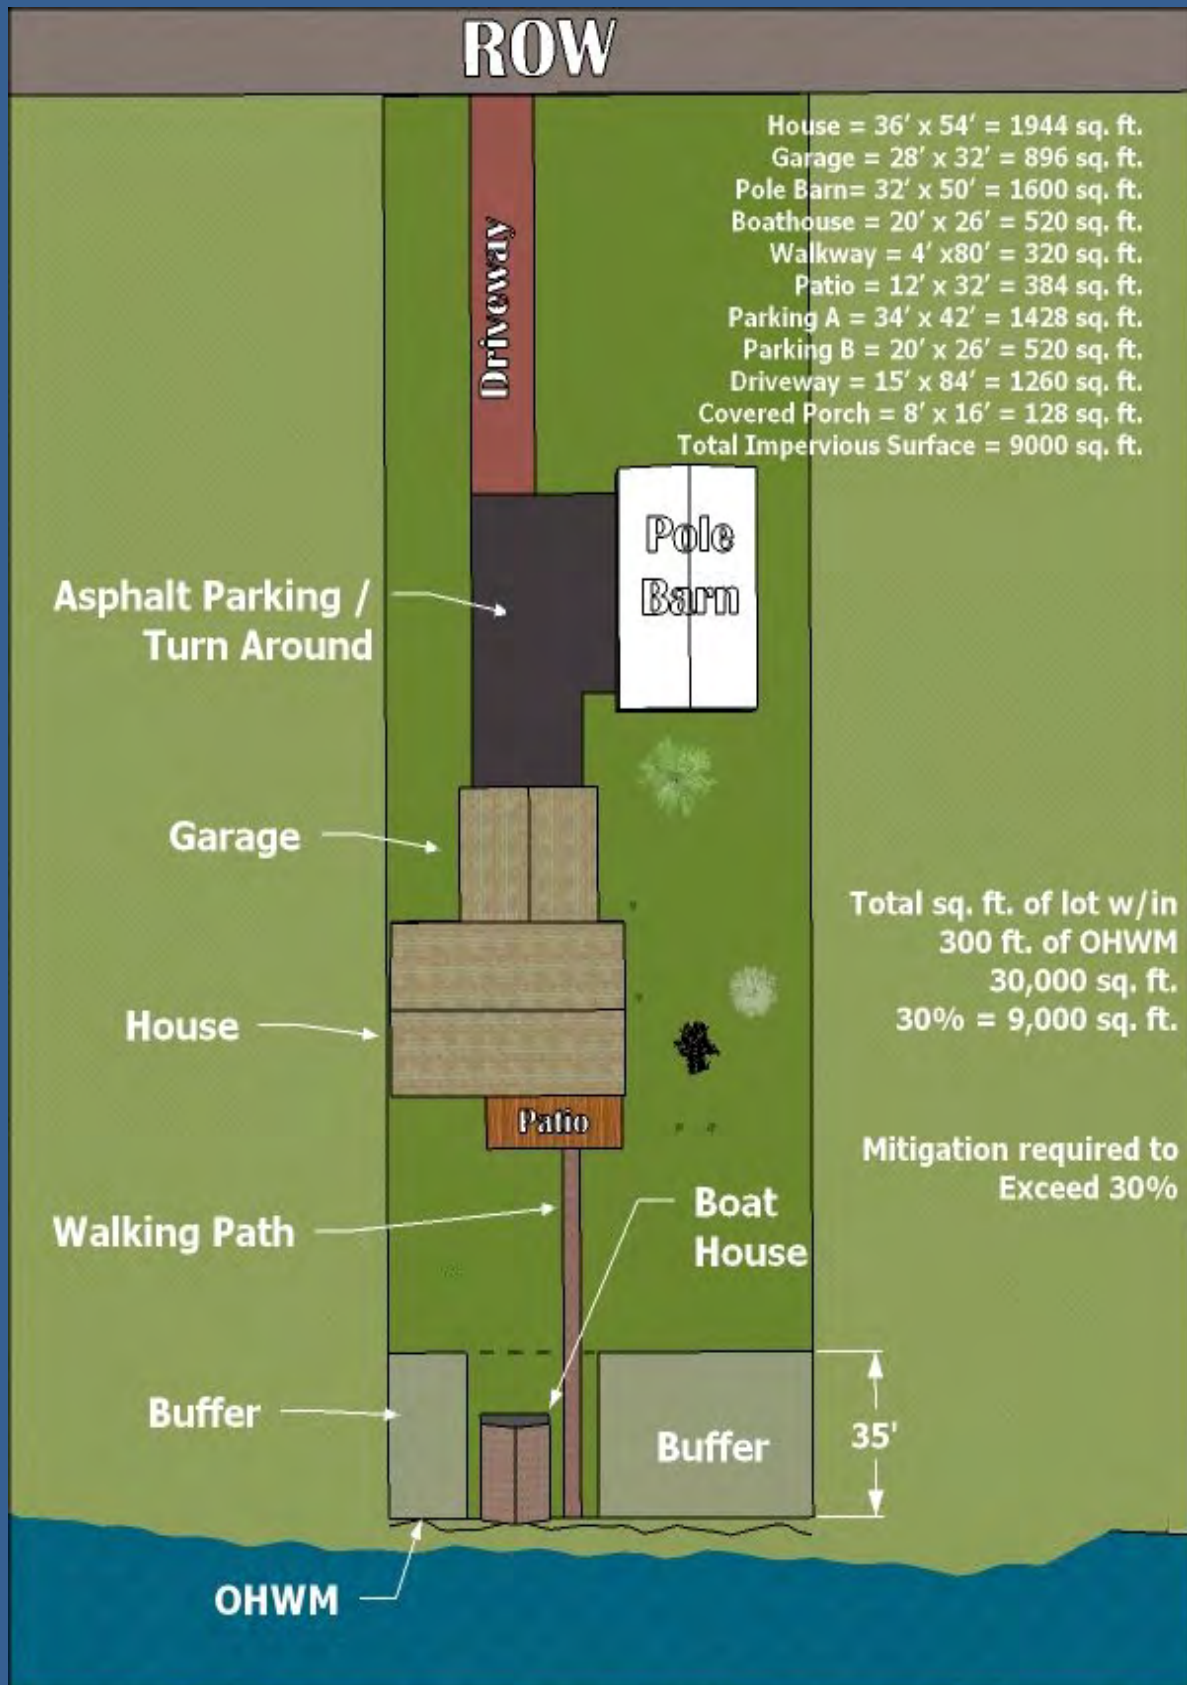 ROW
House = 36' x 54' = 1944 sq. ft.
Garage = 28' x 32' = 896 sq. ft.
Pole Barn= 32' x 50' = 1600 sq. ft.
Boathouse = 20' x 26' = 520 sq. ft.
Walkway = 4' x80' = 320 sq. ft.
Patio = 12' x 32' = 384 sq. ft.
Parking A = 34' x 42' = 1428 sq. ft.
Parking B = 20' x 26' = 520 sq. ft.
Driveway = 15' x 84' = 1260 sq. ft.
Covered Porch = 8' x 16' = 128 sq. ft.
Total Impervious Surface = 9000 sq. ft.
Driveway
Pole
Barn
Asphalt Parking /
Turn Around
Garage
Total sq. ft. of lot w/in
300 ft. of OHWM
30,000 sq. ft.
30% = 9,000 sq. ft.
House
Patio
Mitigation required to
Exceed 30%
Walking Path
Boat
House
Buffer
Buffer
35'
OHWM